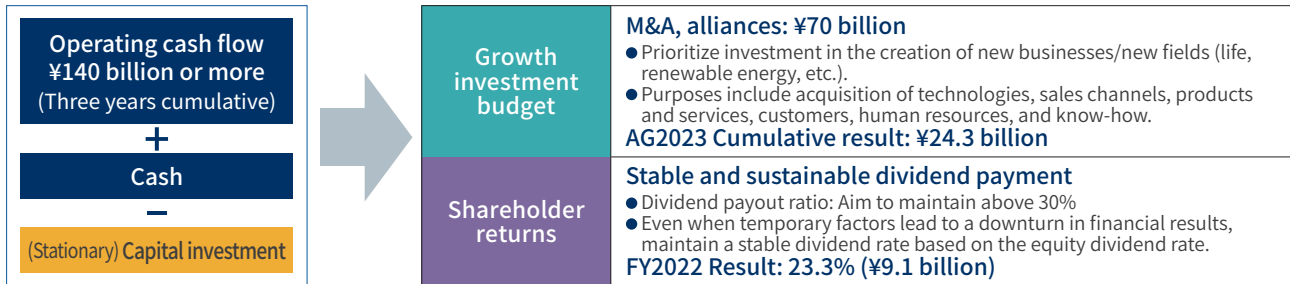 Operating cash flow
¥140 billion or more
(Three years cumulative)
+
Cash
−
(Stationary) Capital investment
Growth
investment
budget
M&A, alliances: ¥70 billion
● Prioritize investment in the creation of new businesses/new fields (life,
renewable energy, etc.).
● Purposes include acquisition of technologies, sales channels, products
and services, customers, human resources, and know-how.
AG2023 Cumulative result: ¥24.3 billion
Shareholder
returns
Stable and sustainable dividend payment
● Dividend payout ratio: Aim to maintain above 30%
● Even when temporary factors lead to a downturn in financial results,
maintain a stable dividend rate based on the equity dividend rate.
FY2022 Result: 23.3% (¥9.1 billion)